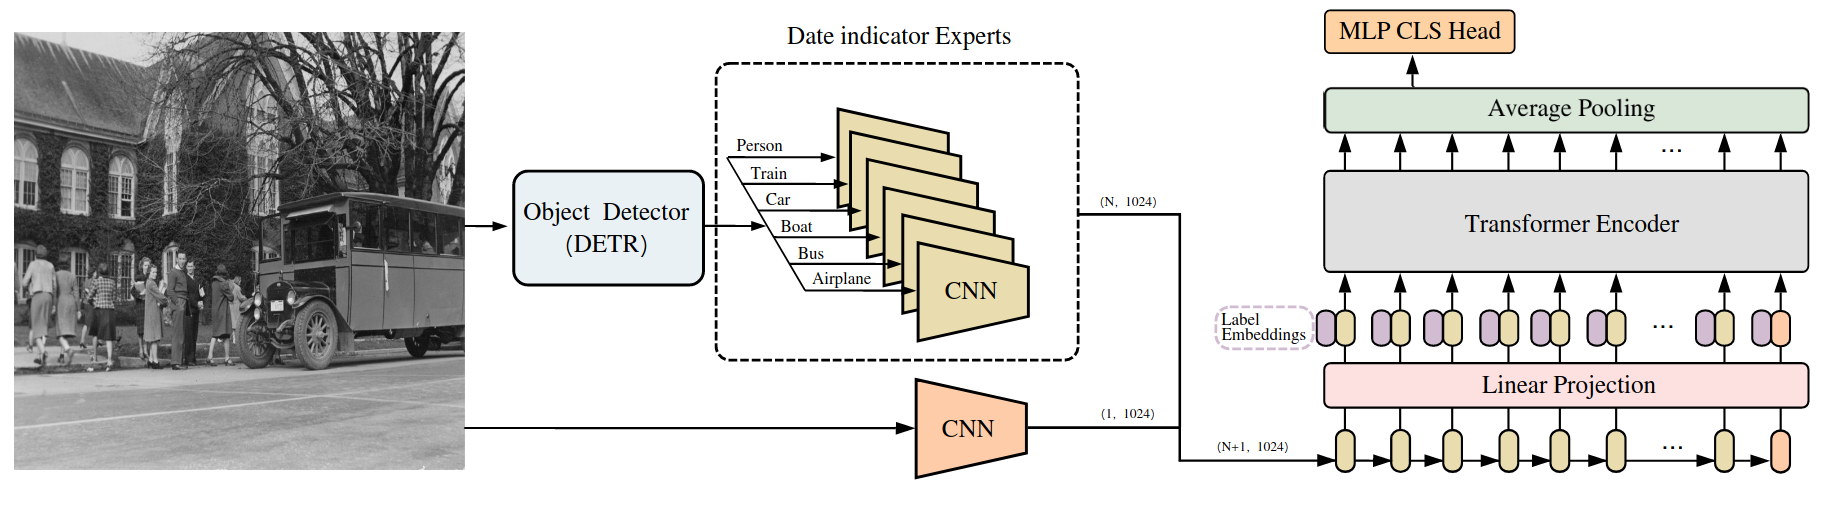 Date indicator Experts
Person
Train
Car
Boat
Bus
Airplane
CNN
Object Detector
(DETR)
CNN
(N, 1024)
(1, 1024)
(N+1, 1024)
MLP CLS Head
Average Pooling
...
Transformer Encoder
Label
Embeddings
...
Linear Projection
...